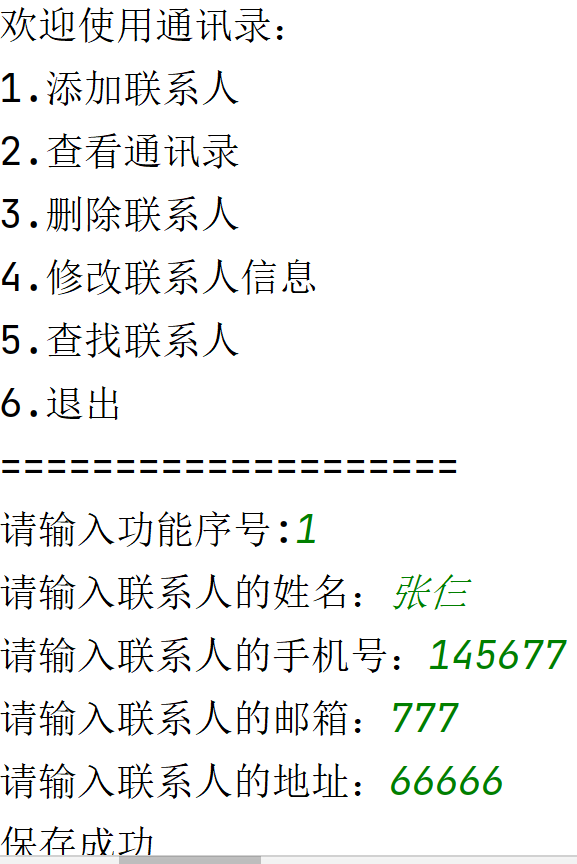 欢迎使用通讯录:
1.添加联系人
2.查看通讯录
3.删除联系人
4.修改联系人信息
5.查找联系人
6.退出
====================
请输入功能序号:1
请输入联系人的姓名：张仨
请输入联系人的手机号：145677
请输入联系人的邮箱：777
请输入联系人的地址：66666
保存成功